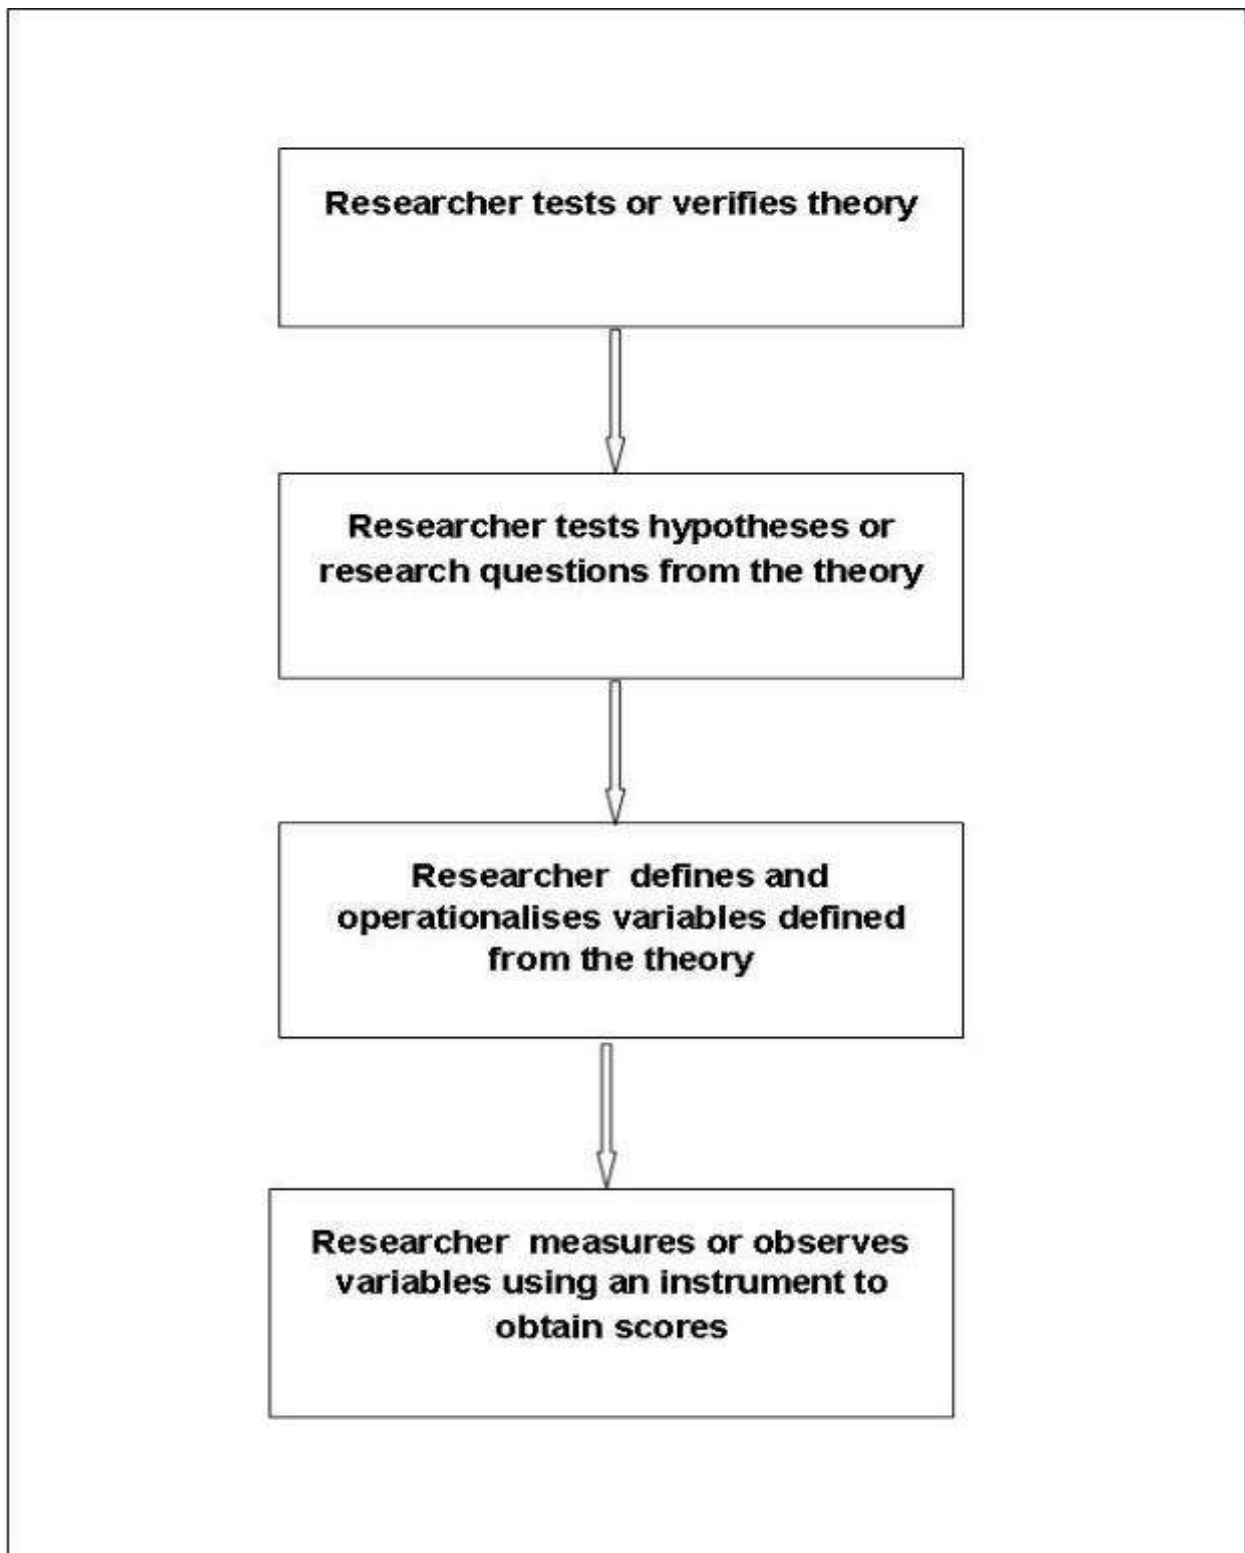 Researcher tests or verifies theory
Researcher tests hypotheses or
research questions from the theory
Researcher defines and
operationalises variables defined
from the theory
Researcher measures or observes
variables using an instrument to
obtain scores